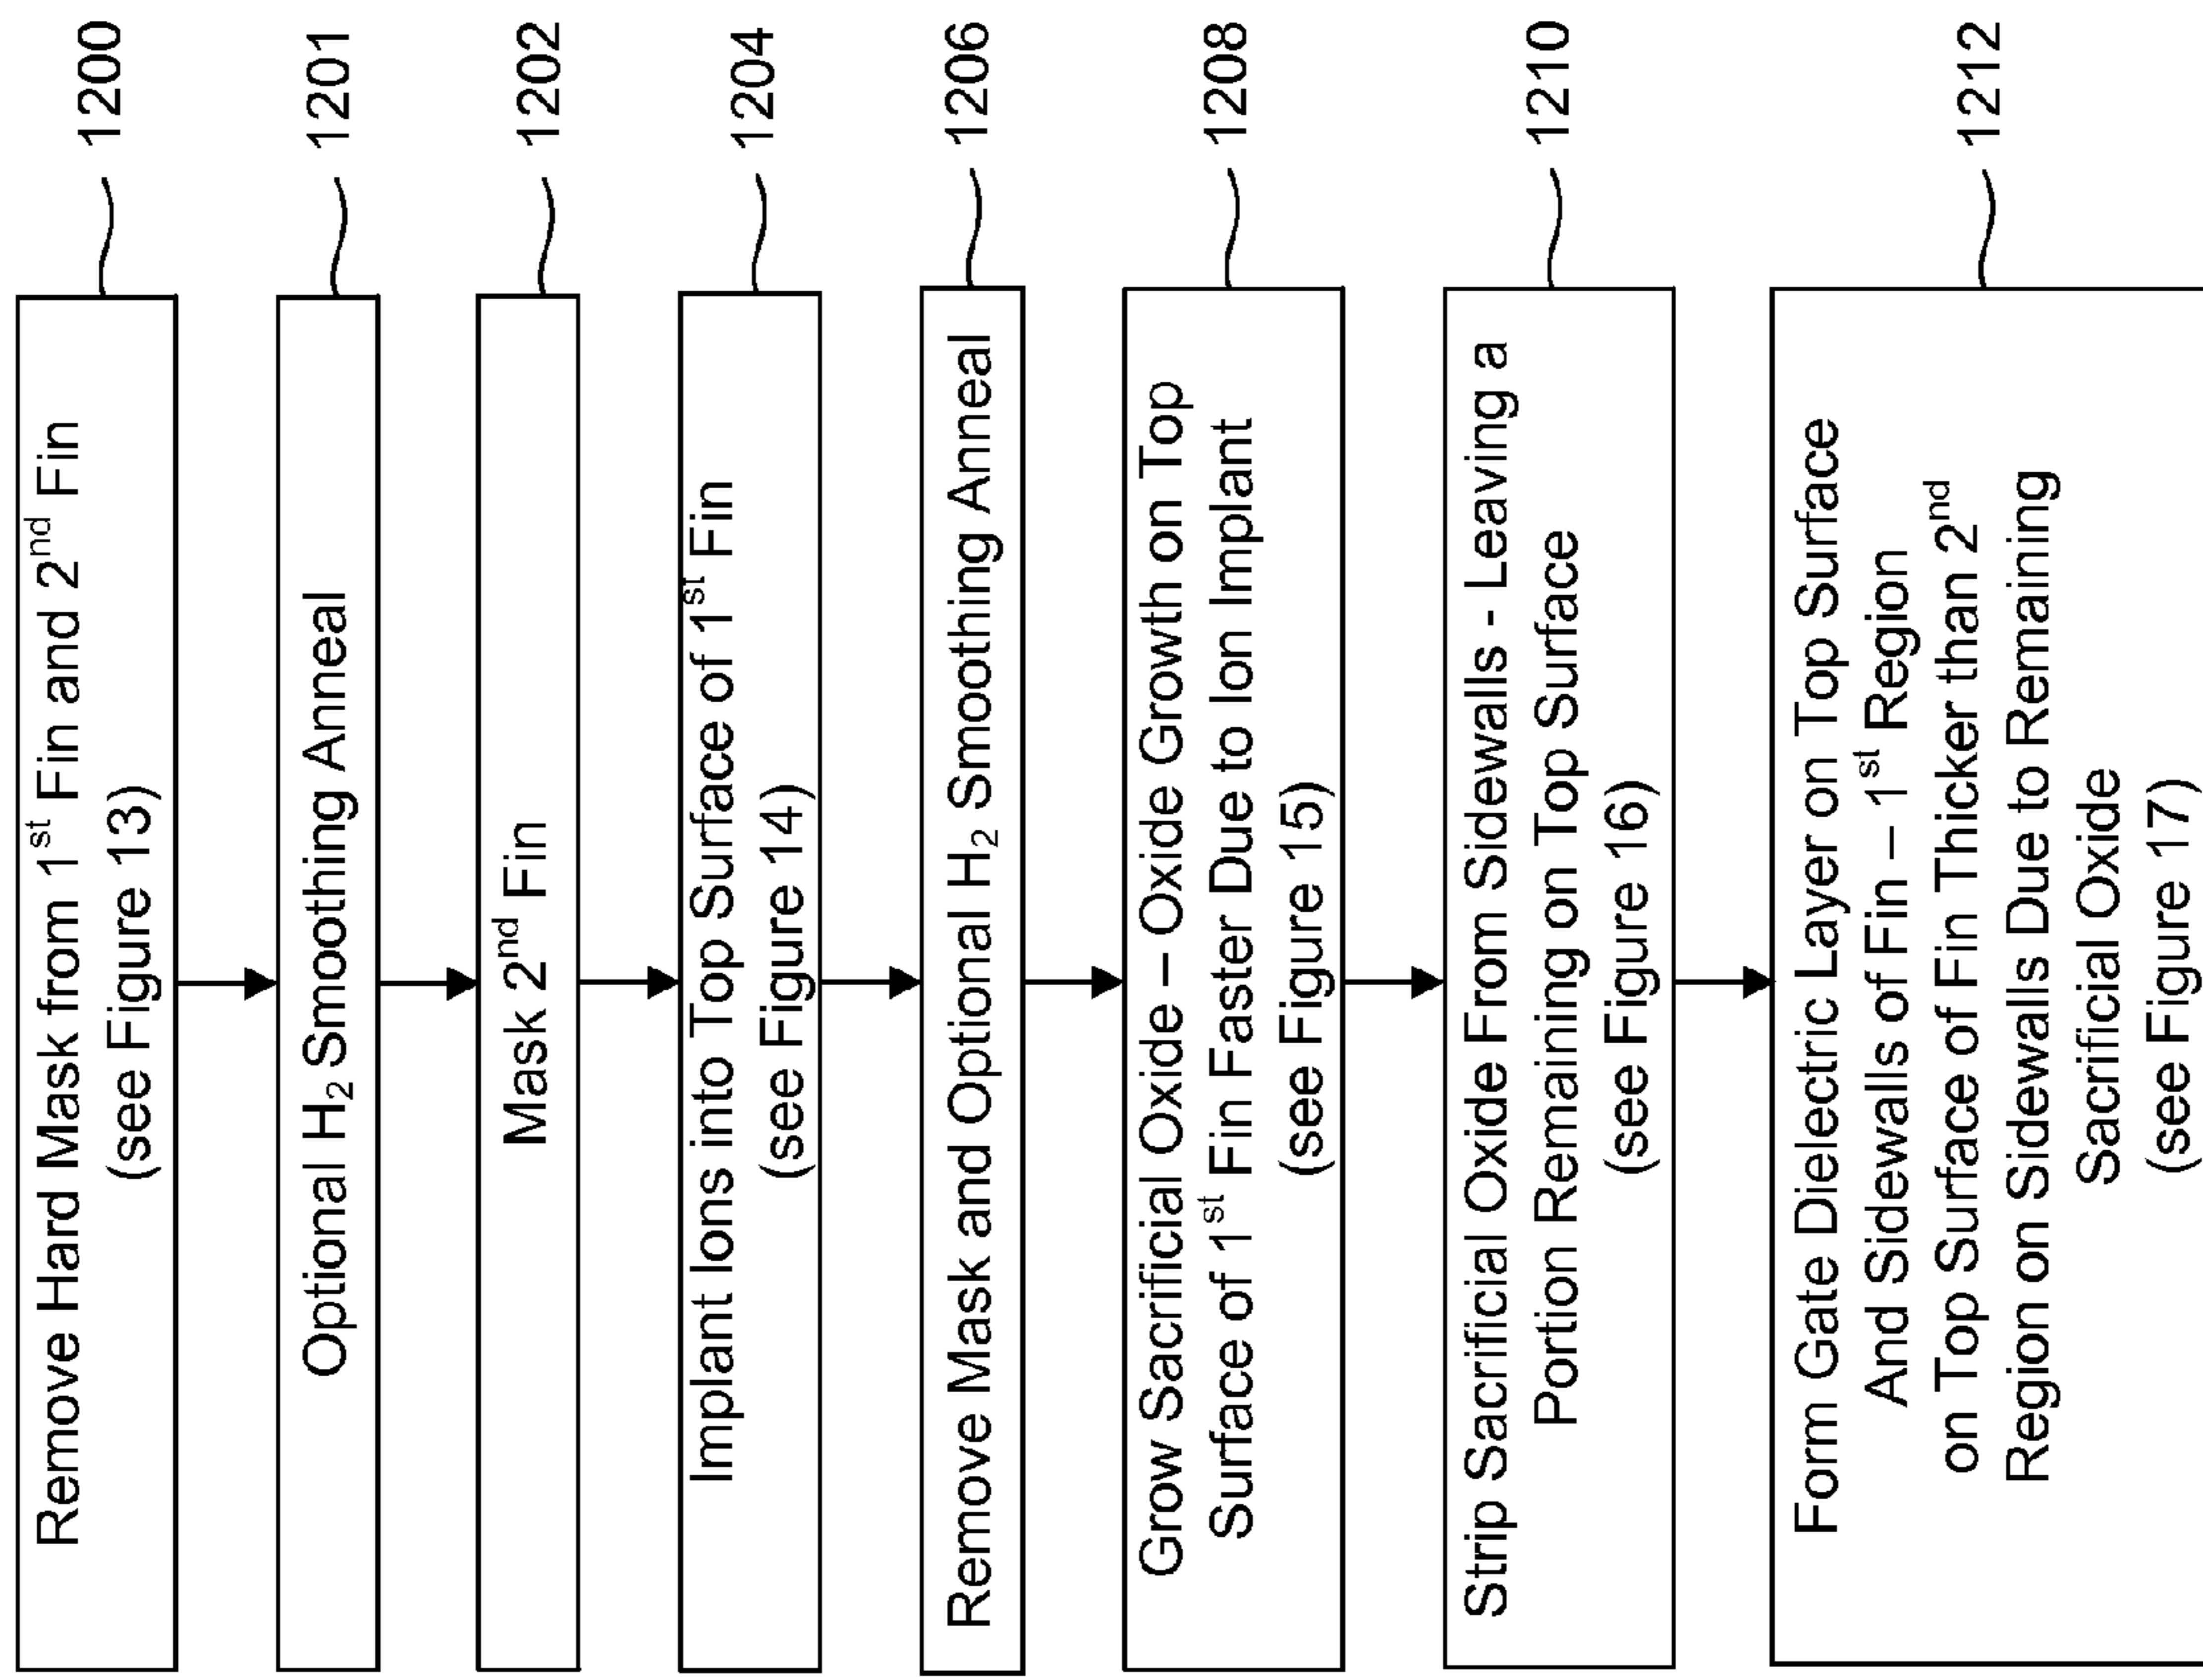 Remove Hard Mask from 1st Fin and 2nd Fin
(see Figure 13)
1200
Optional H₂ Smoothing Anneal
1201
Mask 2nd Fin
1202
Implant Ions into Top Surface of 1st Fin
(see Figure 14)
1204
Remove Mask and Optional H₂ Smoothing Anneal
1206
Grow Sacrificial Oxide – Oxide Growth on Top
Surface of 1st Fin Faster Due to Ion Implant
(see Figure 15)
1208
Strip Sacrificial Oxide From Sidewalls - Leaving a
Portion Remaining on Top Surface
(see Figure 16)
1210
Form Gate Dielectric Layer on Top Surface
And Sidewalls of Fin – 1st Region
on Top Surface of Fin Thicker than 2nd
Region on Sidewalls Due to Remaining
Sacrificial Oxide
(see Figure 17)
1212